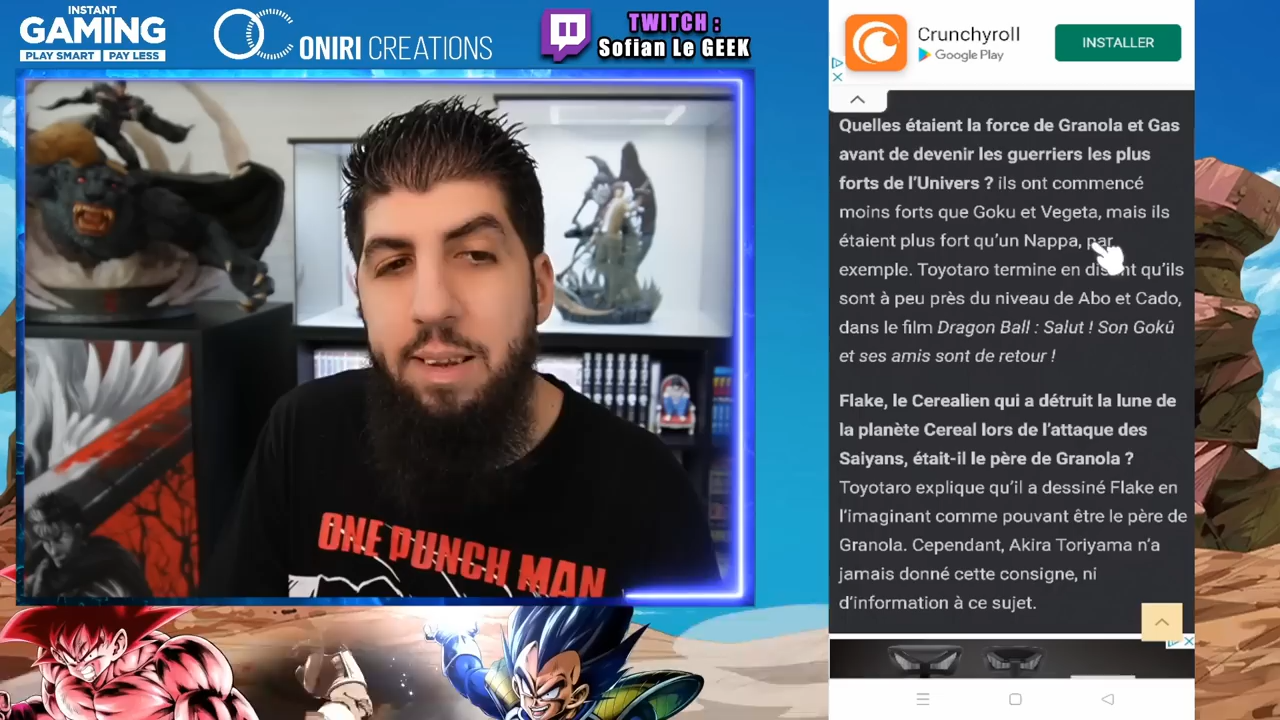 INSTANT
GAMING
PLAY SMART | PAY LESS
ONIRI CREATIONS
TWITCH :
Sofian Le GEEK
Crunchyroll
Google Play
INSTALLER
Quelles étaient la force de Granola et Gas
avant de devenir les guerriers les plus
forts de l'Univers ? ils ont commencé
moins forts que Goku et Vegeta, mais ils
étaient plus fort qu'un Nappa, par
exemple. Toyotaro termine en disant qu'ils
sont à peu près du niveau de Abo et Cado,
dans le film Dragon Ball : Salut ! Son Gokû
et ses amis sont de retour !
Flake, le Cerealien qui a détruit la lune de
la planète Cereal lors de l'attaque des
Saiyans, était-il le père de Granola ?
Toyotaro explique qu'il a dessiné Flake en
l'imaginant comme pouvant être le père de
Granola. Cependant, Akira Toriyama n'a
jamais donné cette consigne, ni
d'information à ce sujet.
ONE PUNCH MAN